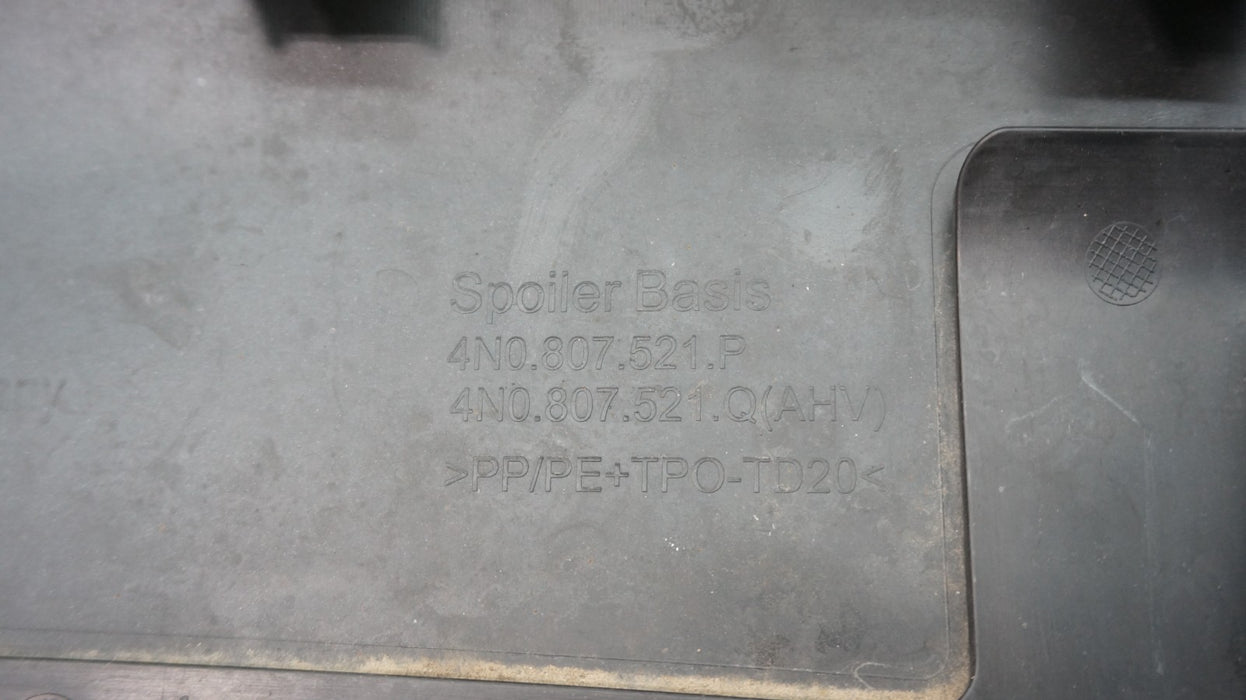 Spoiler Basis
4N0.807.521.P
4N0.807.521.Q(AHV)
>PP/PE+TPO-TD20<